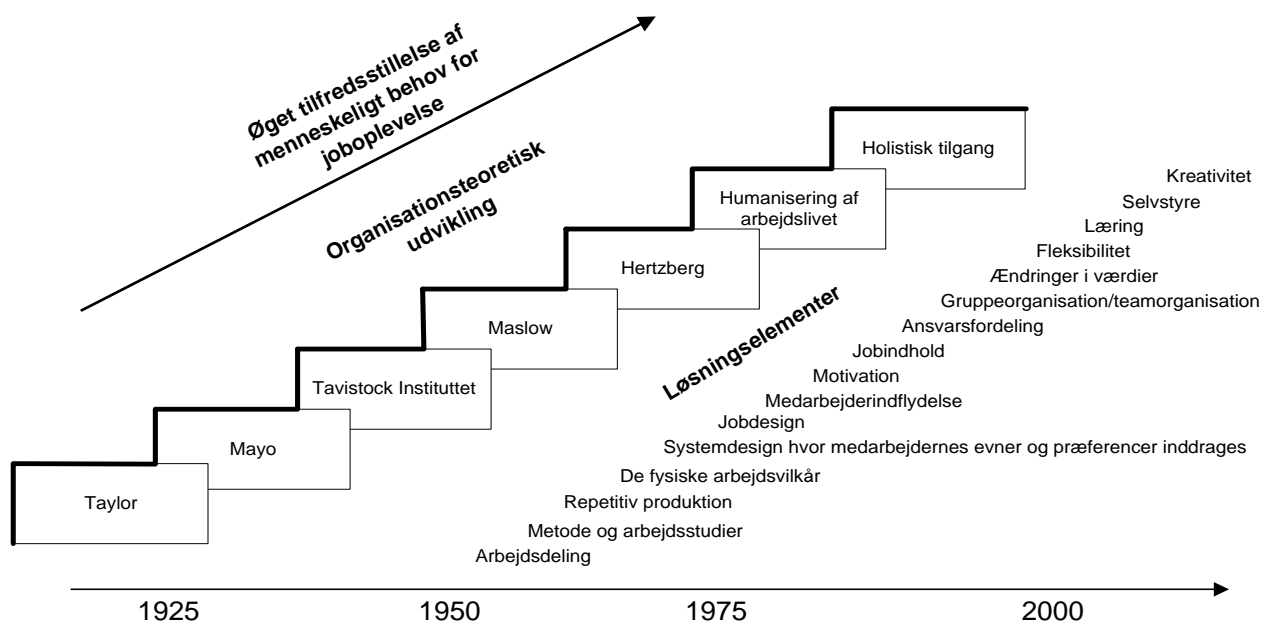 Øget tilfredsstillelse af
menneskeligt behov for
joboplevelse
Organisationsteoretisk
udvikling
Holistisk tilgang
Humanisering af
arbejdslivet
Hertzberg
Maslow
Tavistock Instituttet
Mayo
Taylor
Løsningselementer
Kreativitet
Selvstyre
Læring
Fleksibilitet
Ændringer i værdier
Gruppeorganisation/teamorganisation
Ansvarsfordeling
Jobindhold
Motivation
Medarbejderindflydelse
Jobdesign
Systemdesign hvor medarbejdernes evner og præferencer inddrages
De fysiske arbejdsvilkår
Repetitiv produktion
Metode og arbejdsstudier
Arbejdsdeling
1925 1950 1975 2000